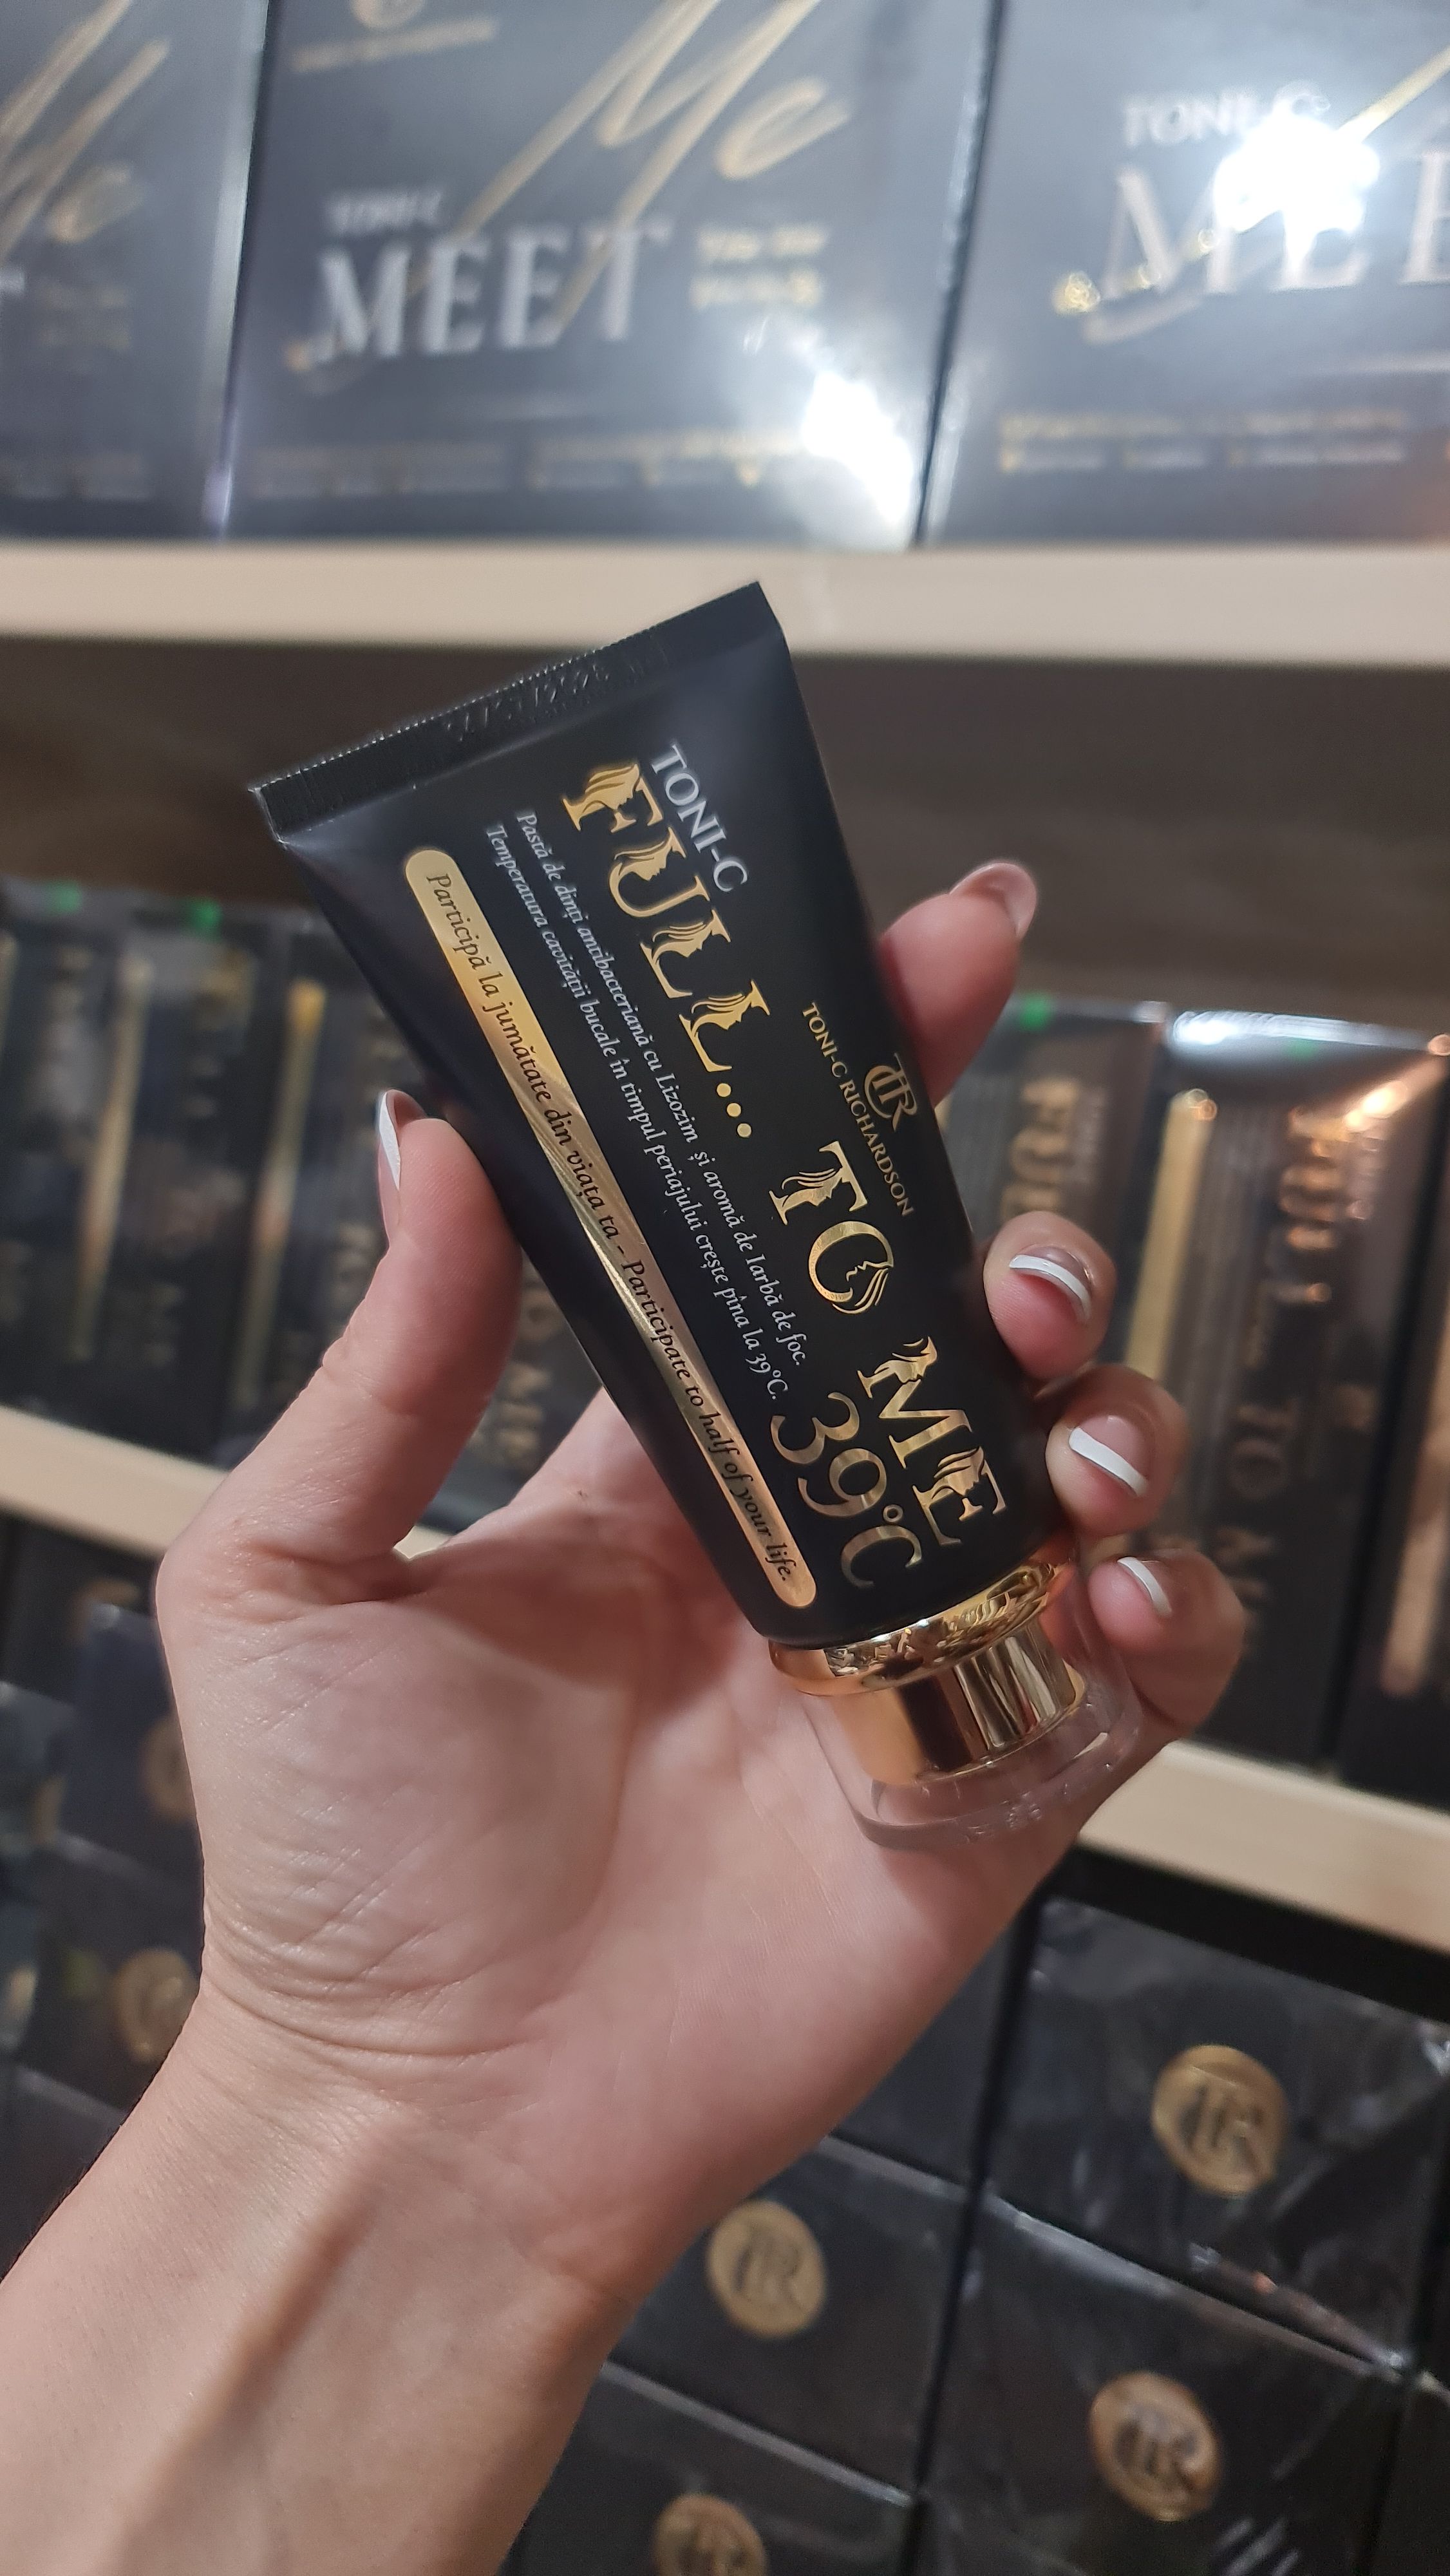 TONI-C
MEET
Me
TONI-C
TONI-C
FULL... TO ME
39°C
TR
TONI-C RICHARDSON
Pastă de dinți antibacteriană cu Lizozim și aromă de Iarbă de foc.
Temperatura cavității bucale în timpul periajului crește pîna la 39°C.
Participă la jumătate din viața ta - Participate to half of your life.